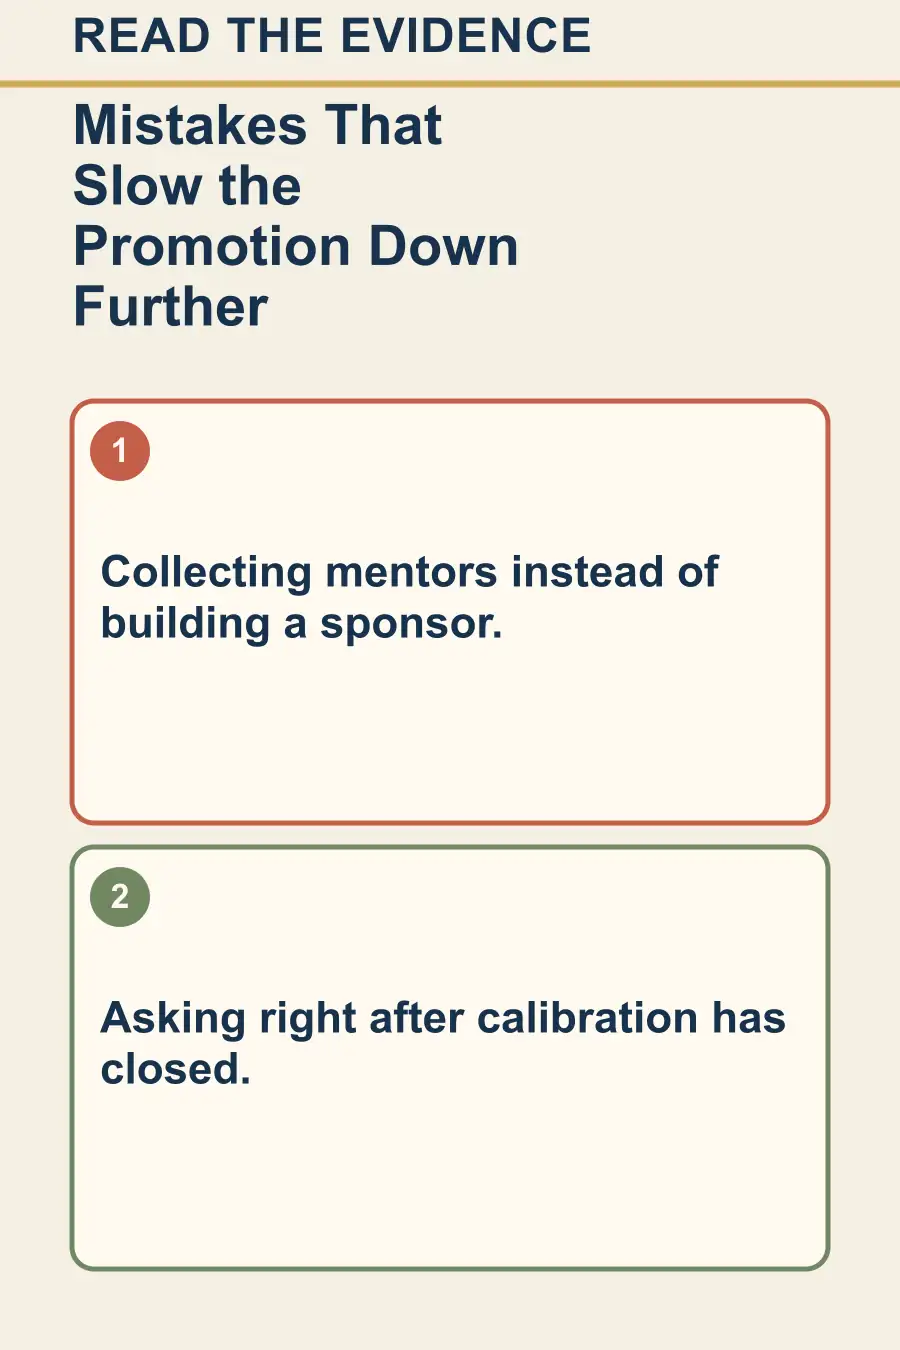 READ THE EVIDENCE
Mistakes That
Slow the
Promotion Down
Further
1
Collecting mentors instead of
building a sponsor.
2
Asking right after calibration has
closed.